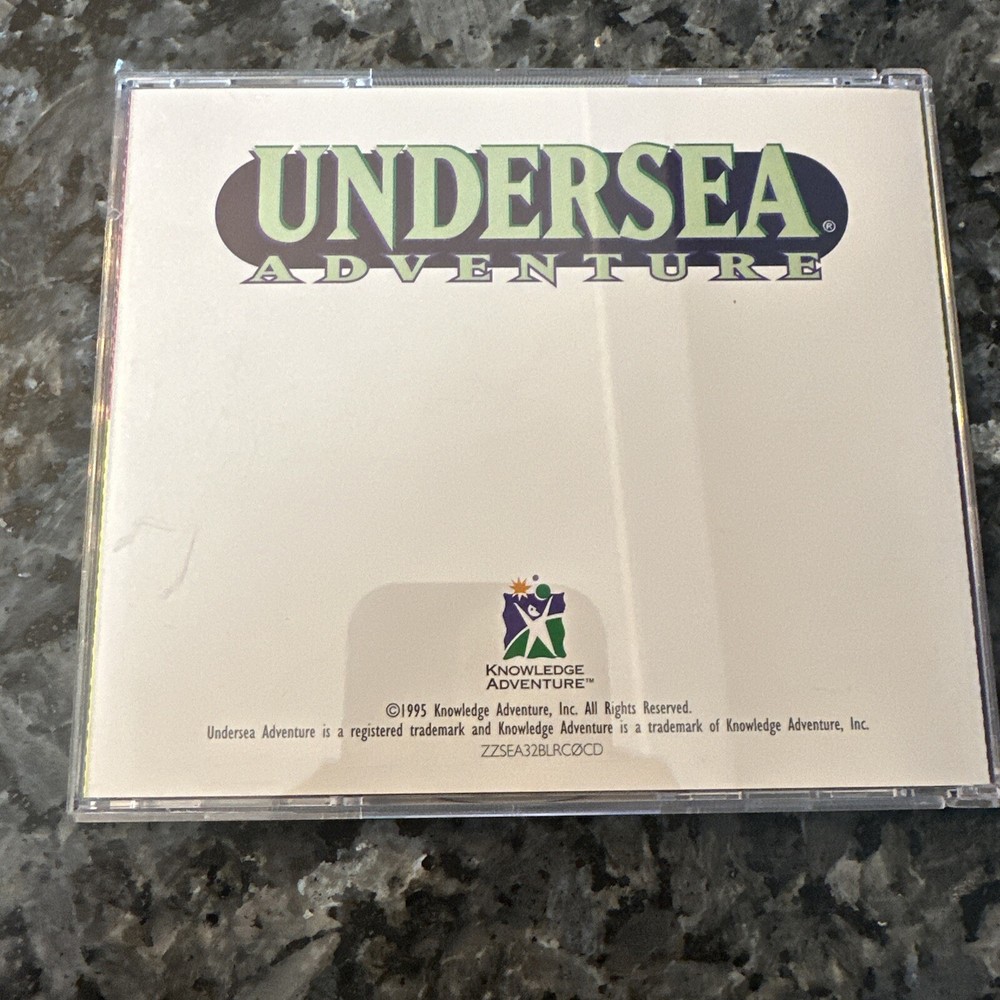 UNDERSEA®
ADVENTURE
KNOWLEDGE
ADVENTURE™
©1995 Knowledge Adventure, Inc. All Rights Reserved.
Undersea Adventure is a registered trademark and Knowledge Adventure is a trademark of Knowledge Adventure, Inc.
ZZSEA32BLRCØCD